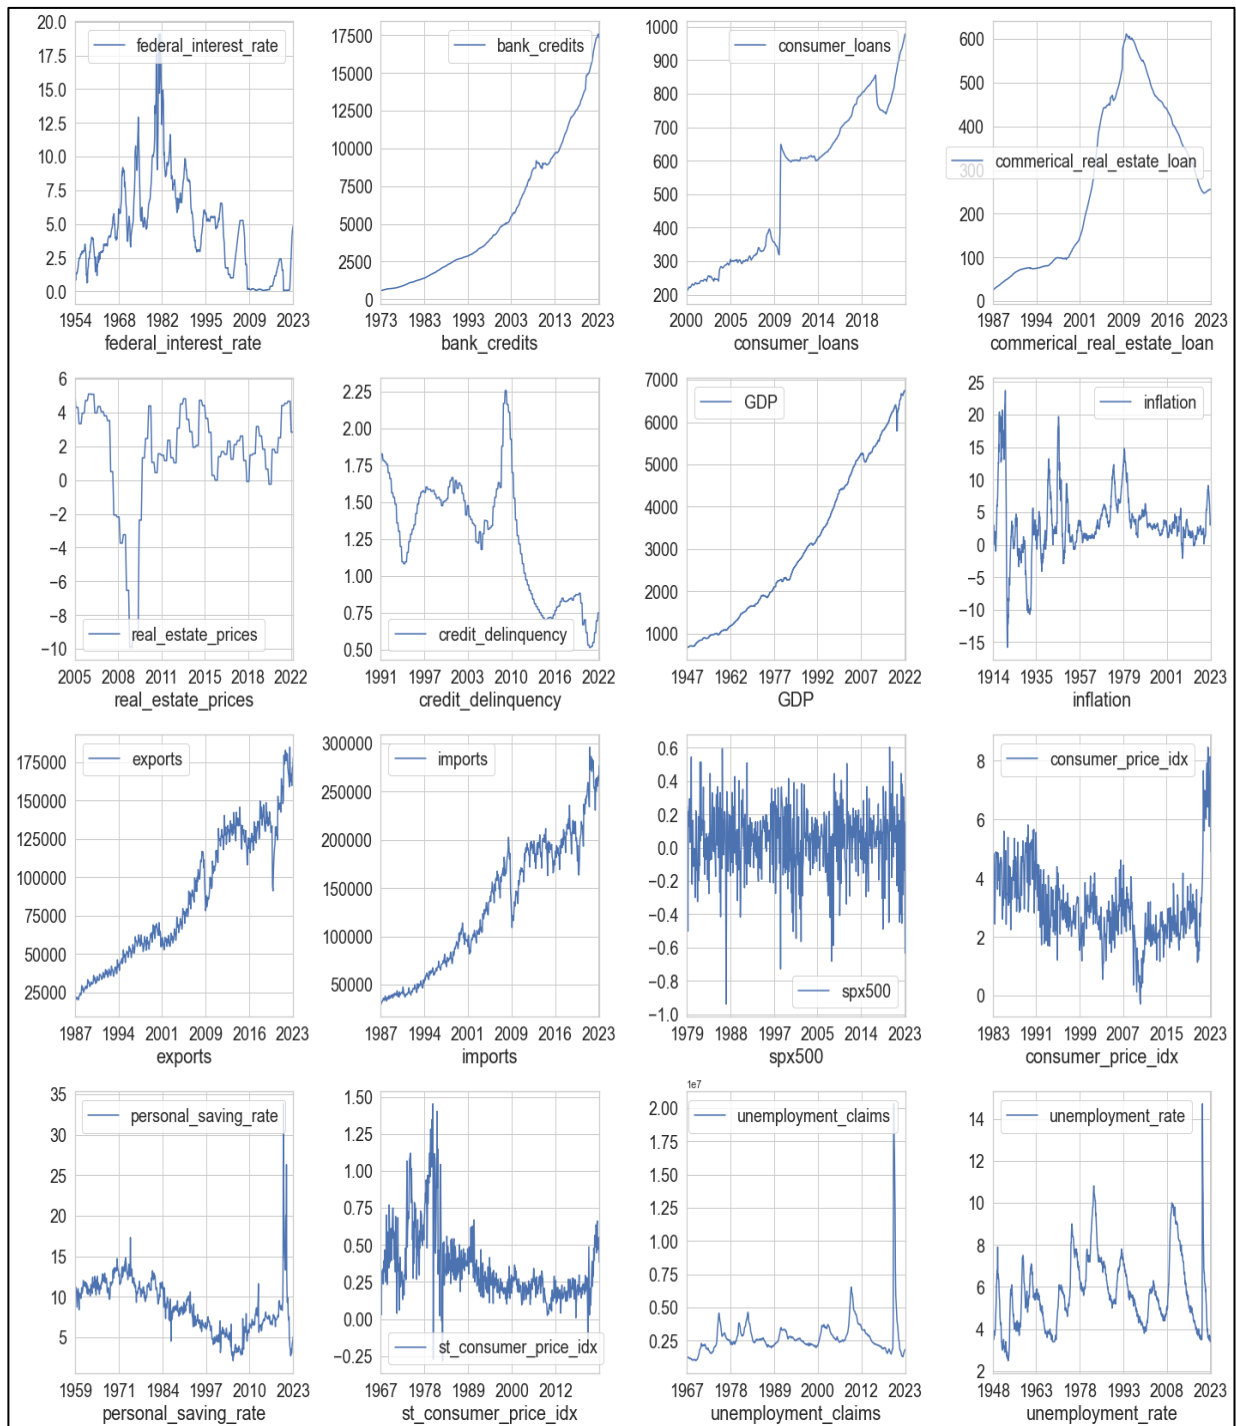 federal_interest_rate
20.0
17.5
15.0
12.5
10.0
7.5
5.0
2.5
0.0
1954 1968 1982 1995 2009 2023
federal_interest_rate
bank_credits
17500
15000
12500
10000
7500
5000
2500
0
1973 1983 1993 2003 2013 2023
bank_credits
consumer_loans
1000
900
800
700
600
500
400
300
200
2000 2005 2009 2014 2018
consumer_loans
commerical_real_estate_loan
600
500
400
300
200
100
0
1987 1994 2001 2009 2016 2023
commerical_real_estate_loan
6
4
2
0
−2
−4
−6
−8
−10
real_estate_prices
2005 2008 2011 2013 2016 2019 2022
real_estate_prices
2.25
2.00
1.75
1.50
1.25
1.00
0.75
0.50
credit_delinquency
1991 1997 2004 2010 2016 2022
credit_delinquency
GDP
7000
6000
5000
4000
3000
2000
1000
1947 1962 1977 1992 2007 2022
GDP
inflation
25
20
15
10
5
0
−5
−10
−15
1914 1935 1957 1979 2001 2023
inflation
exports
175000
150000
125000
100000
75000
50000
25000
1987 1994 2001 2009 2016 2023
exports
imports
300000
250000
200000
150000
100000
50000
1987 1994 2001 2009 2016 2023
imports
0.6
0.4
0.2
0.0
−0.2
−0.4
−0.6
−0.8
−1.0
spx500
1979 1988 1997 2005 2014 2023
spx500
consumer_price_idx
8
6
4
2
0
1983 1991 1999 2007 2015 2023
consumer_price_idx
personal_saving_rate
35
30
25
20
15
10
5
1959 1971 1984 1997 2010 2023
personal_saving_rate
1.50
1.25
1.00
0.75
0.50
0.25
0.00
−0.25
st_consumer_price_idx
1967 1978 1989 2000 2012
st_consumer_price_idx
1e7
unemployment_claims
2.00
1.75
1.50
1.25
1.00
0.75
0.50
0.25
1967 1978 1989 2000 2012 2023
unemployment_claims
unemployment_rate
14
12
10
8
6
4
2
1948 1963 1978 1993 2008 2023
unemployment_rate